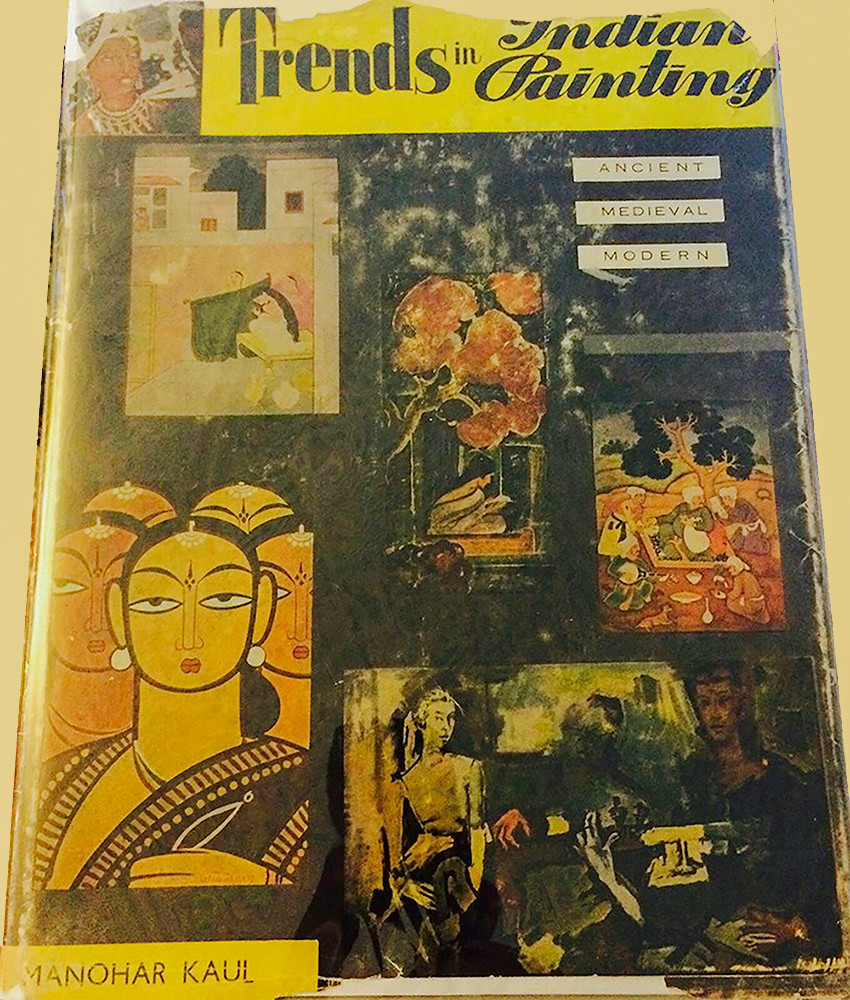 Trends in Indian Painting
ANCIENT
MEDIEVAL
MODERN
MANOHAR KAUL